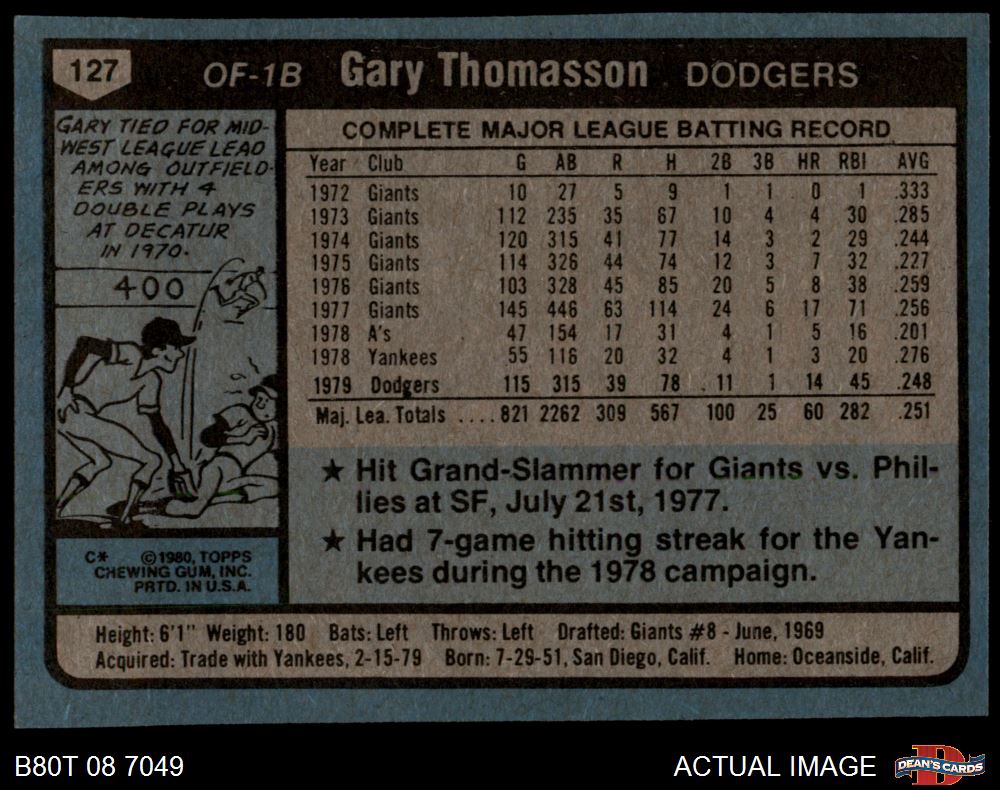 127 OF-1B Gary Thomasson DODGERS
GARY TIED FOR MID-
WEST LEAGUE LEAD
AMONG OUTFIELD-
ERS WITH 4
DOUBLE PLAYS
AT DECATUR
IN 1970.
400
C* ©1980, TOPPS
CHEWING GUM, INC.
PRTD. IN U.S.A.
COMPLETE MAJOR LEAGUE BATTING RECORD
Year Club G AB R H 2B 3B HR RBI AVG
1972 Giants 10 27 5 9 1 1 0 1 .333
1973 Giants 112 235 35 67 10 4 4 30 .285
1974 Giants 120 315 41 77 14 3 2 29 .244
1975 Giants 114 326 44 74 12 3 7 32 .227
1976 Giants 103 328 45 85 20 5 8 38 .259
1977 Giants 145 446 63 114 24 6 17 71 .256
1978 A's 47 154 17 31 4 1 5 16 .201
1978 Yankees 55 116 20 32 4 1 3 20 .276
1979 Dodgers 115 315 39 78 11 1 14 45 .248
Maj. Lea. Totals .... 821 2262 309 567 100 25 60 282 .251
★ Hit Grand-Slammer for Giants vs. Phil-
lies at SF, July 21st, 1977.
★ Had 7-game hitting streak for the Yan-
kees during the 1978 campaign.
Height: 6'1" Weight: 180 Bats: Left Throws: Left Drafted: Giants #8 - June, 1969
Acquired: Trade with Yankees, 2-15-79 Born: 7-29-51, San Diego, Calif. Home: Oceanside, Calif.
B80T 08 7049 ACTUAL IMAGE DEAN'S CARDS